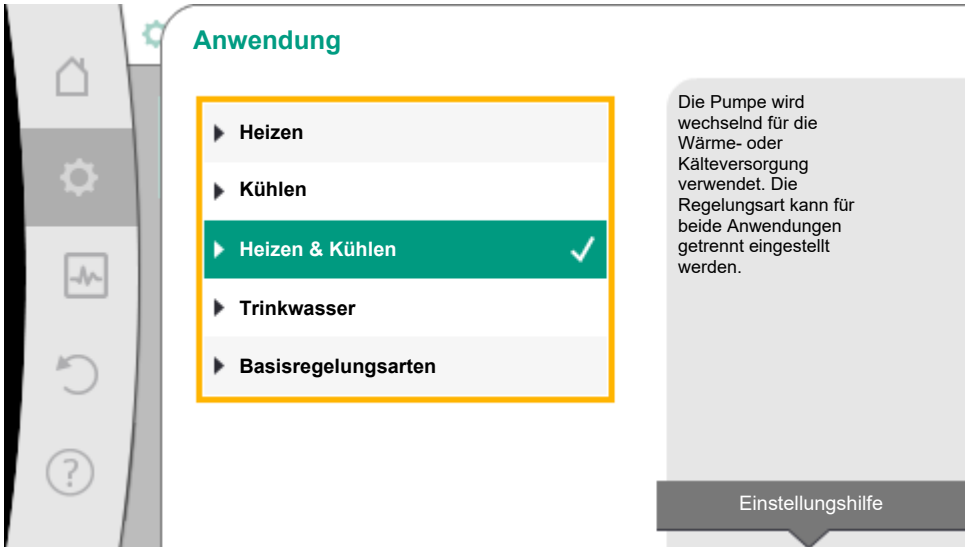 Anwendung
Heizen
Kühlen
Heizen & Kühlen
Trinkwasser
Basisregelungsarten
Die Pumpe wird
wechselnd für die
Wärme- oder
Kälteversorgung
verwendet. Die
Regelungsart kann für
beide Anwendungen
getrennt eingestellt
werden.
Einstellungshilfe